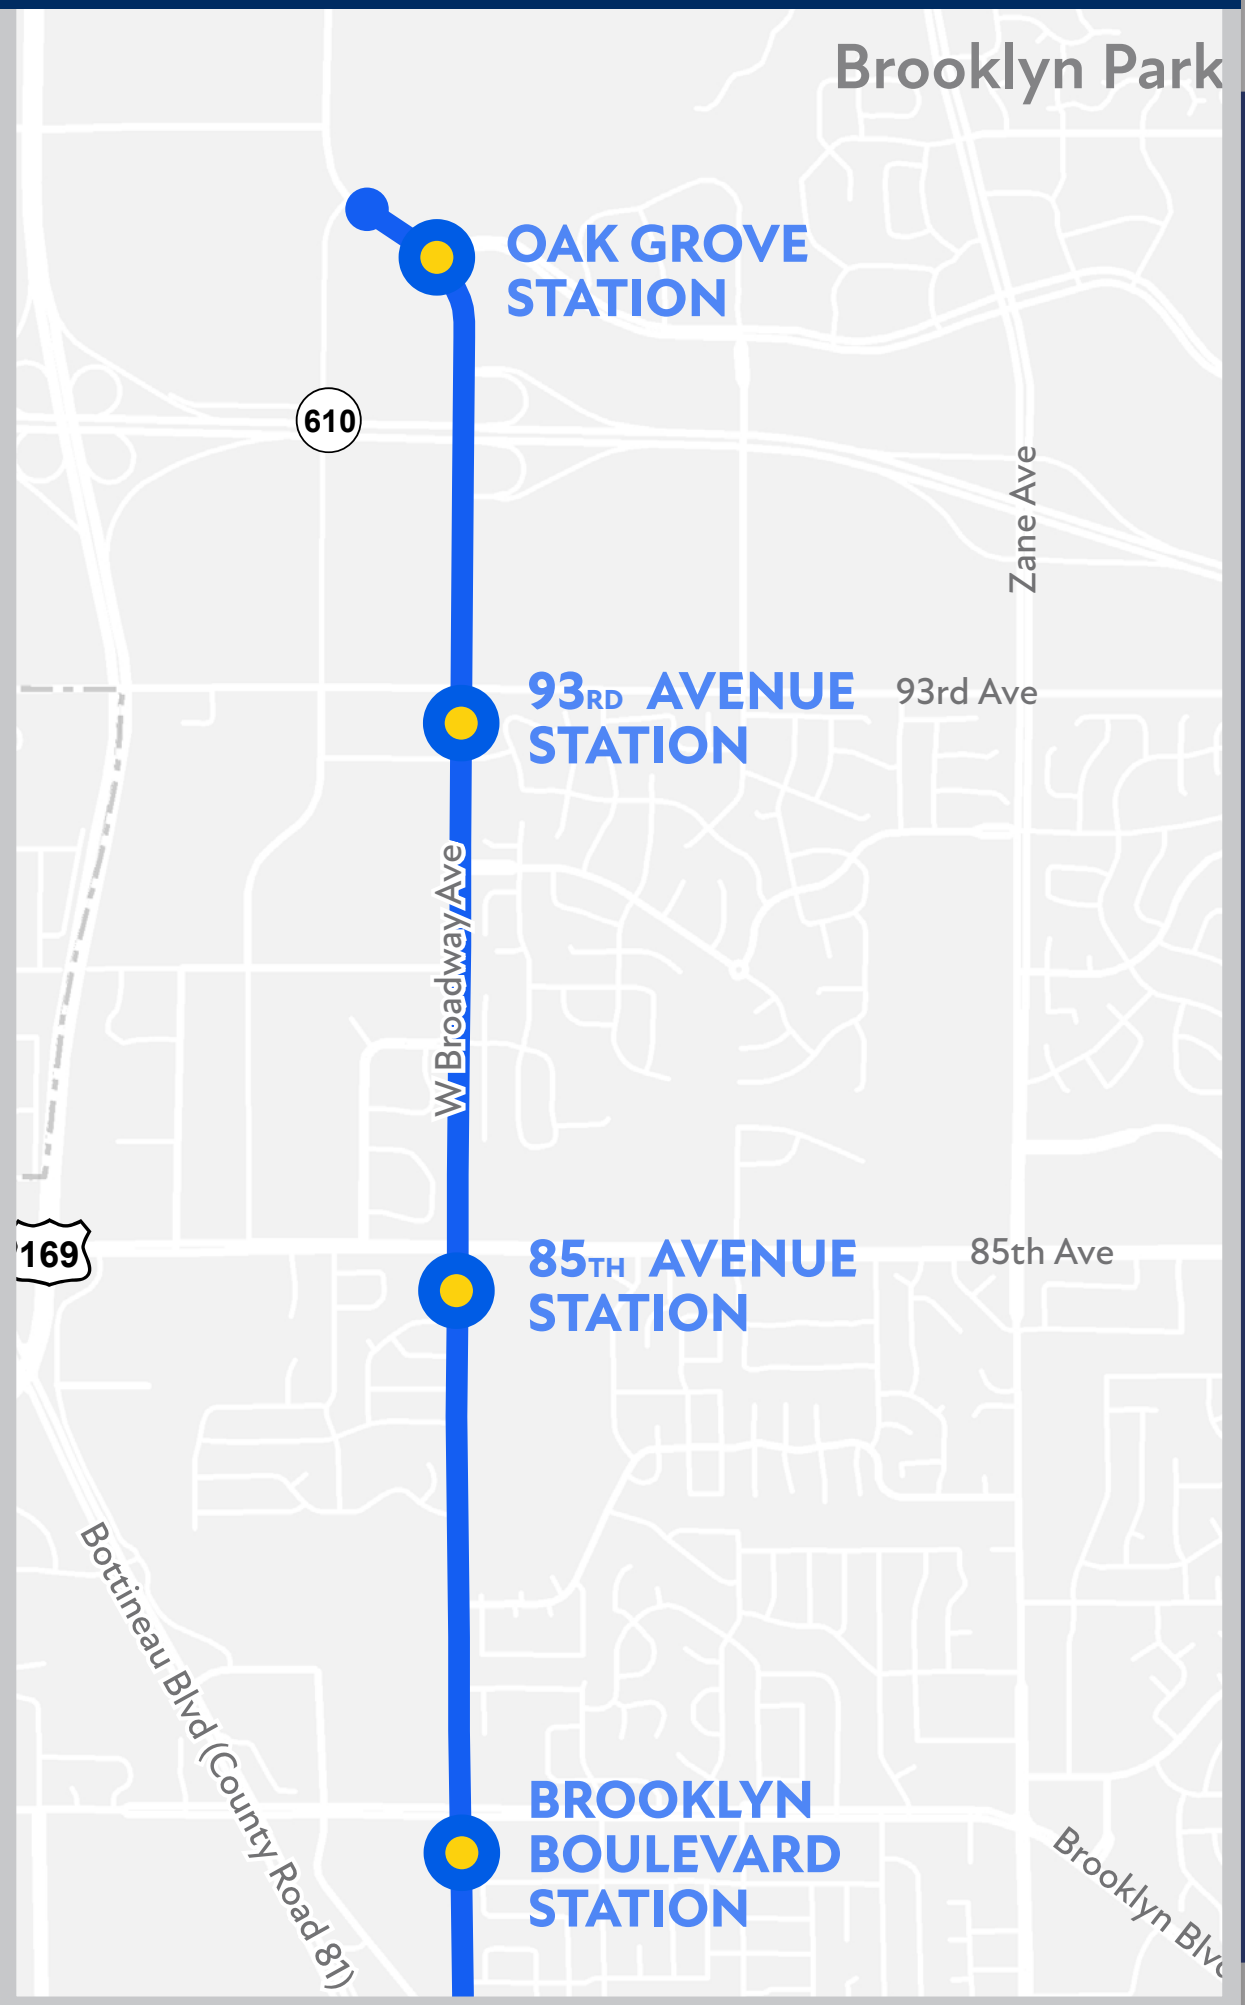 Brooklyn Park
OAK GROVE
STATION
610
Zane Ave
93RD AVENUE
STATION
93rd Ave
W Broadway Ave
169
85TH AVENUE
STATION
85th Ave
Bottineau Blvd (County Road 81)
BROOKLYN
BOULEVARD
STATION
Brooklyn Blvd